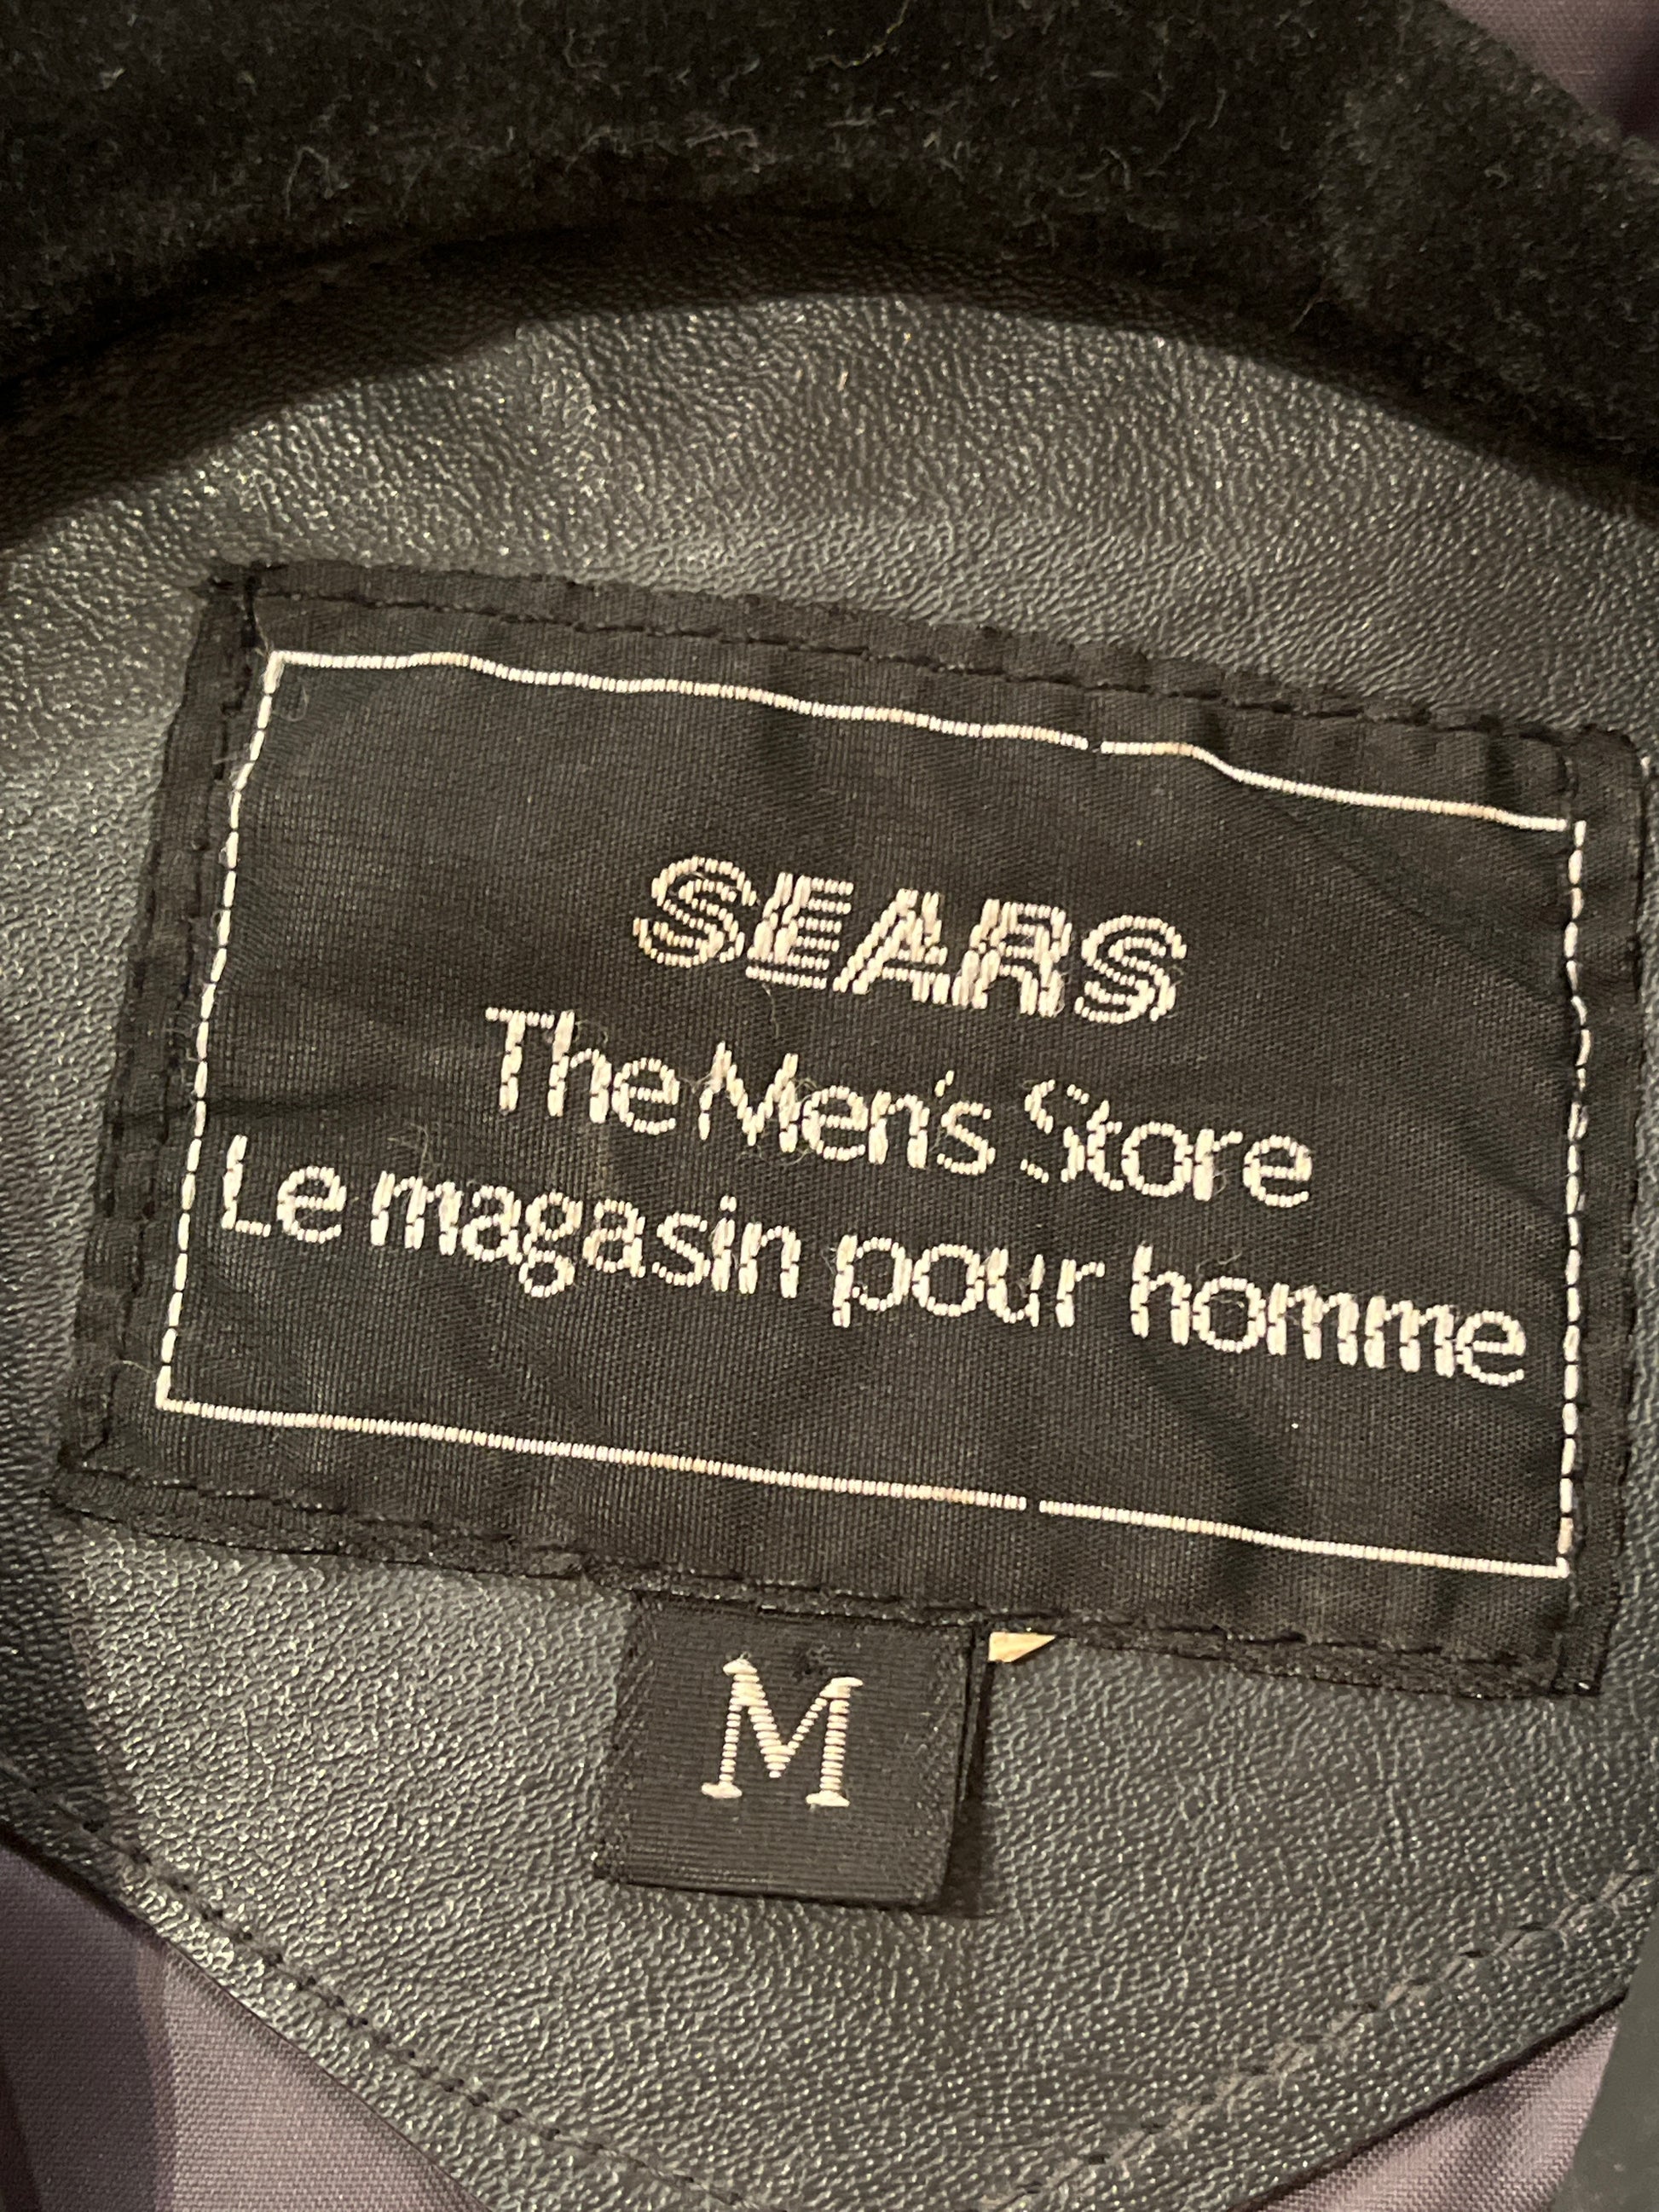 SEARS
The Men's Store
Le magasin pour homme
M